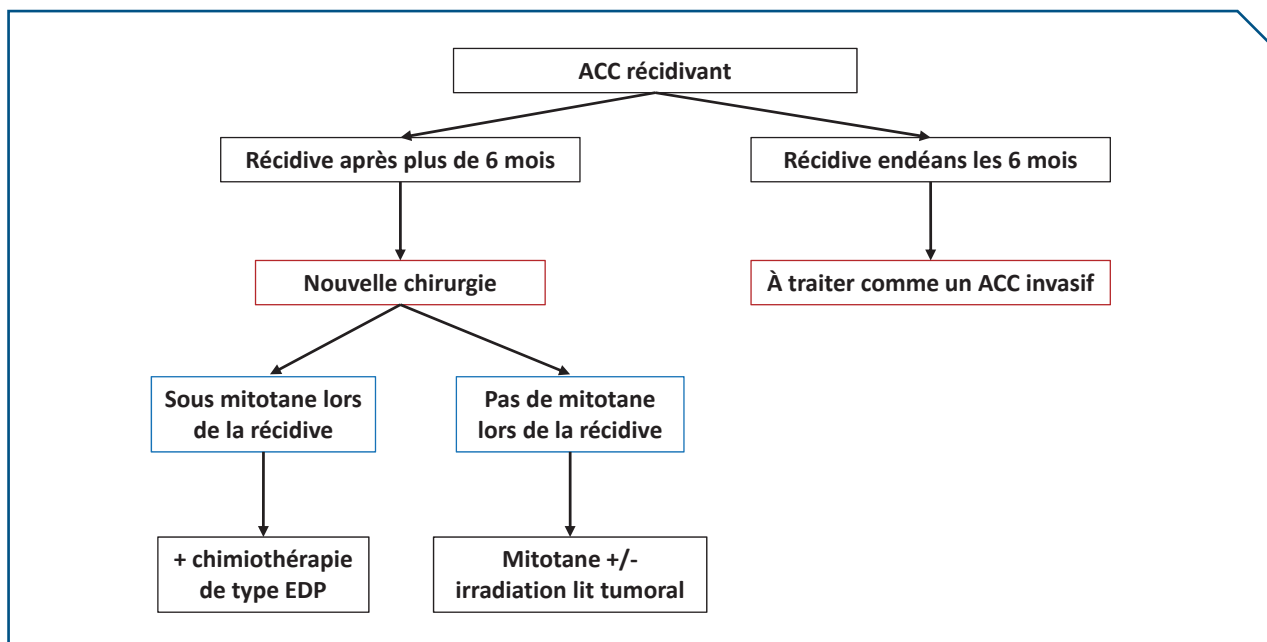 ACC récidivant
Récidive après plus de 6 mois
Récidive endéans les 6 mois
Nouvelle chirurgie
À traiter comme un ACC invasif
Sous mitotane lors
de la récidive
Pas de mitotane
lors de la récidive
+ chimiothérapie
de type EDP
Mitotane +/-
irradiation lit tumoral